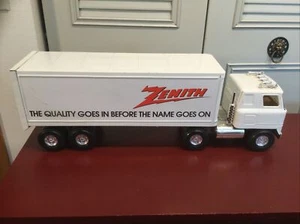 ZENITH
THE QUALITY GOES IN BEFORE THE NAME GOES ON